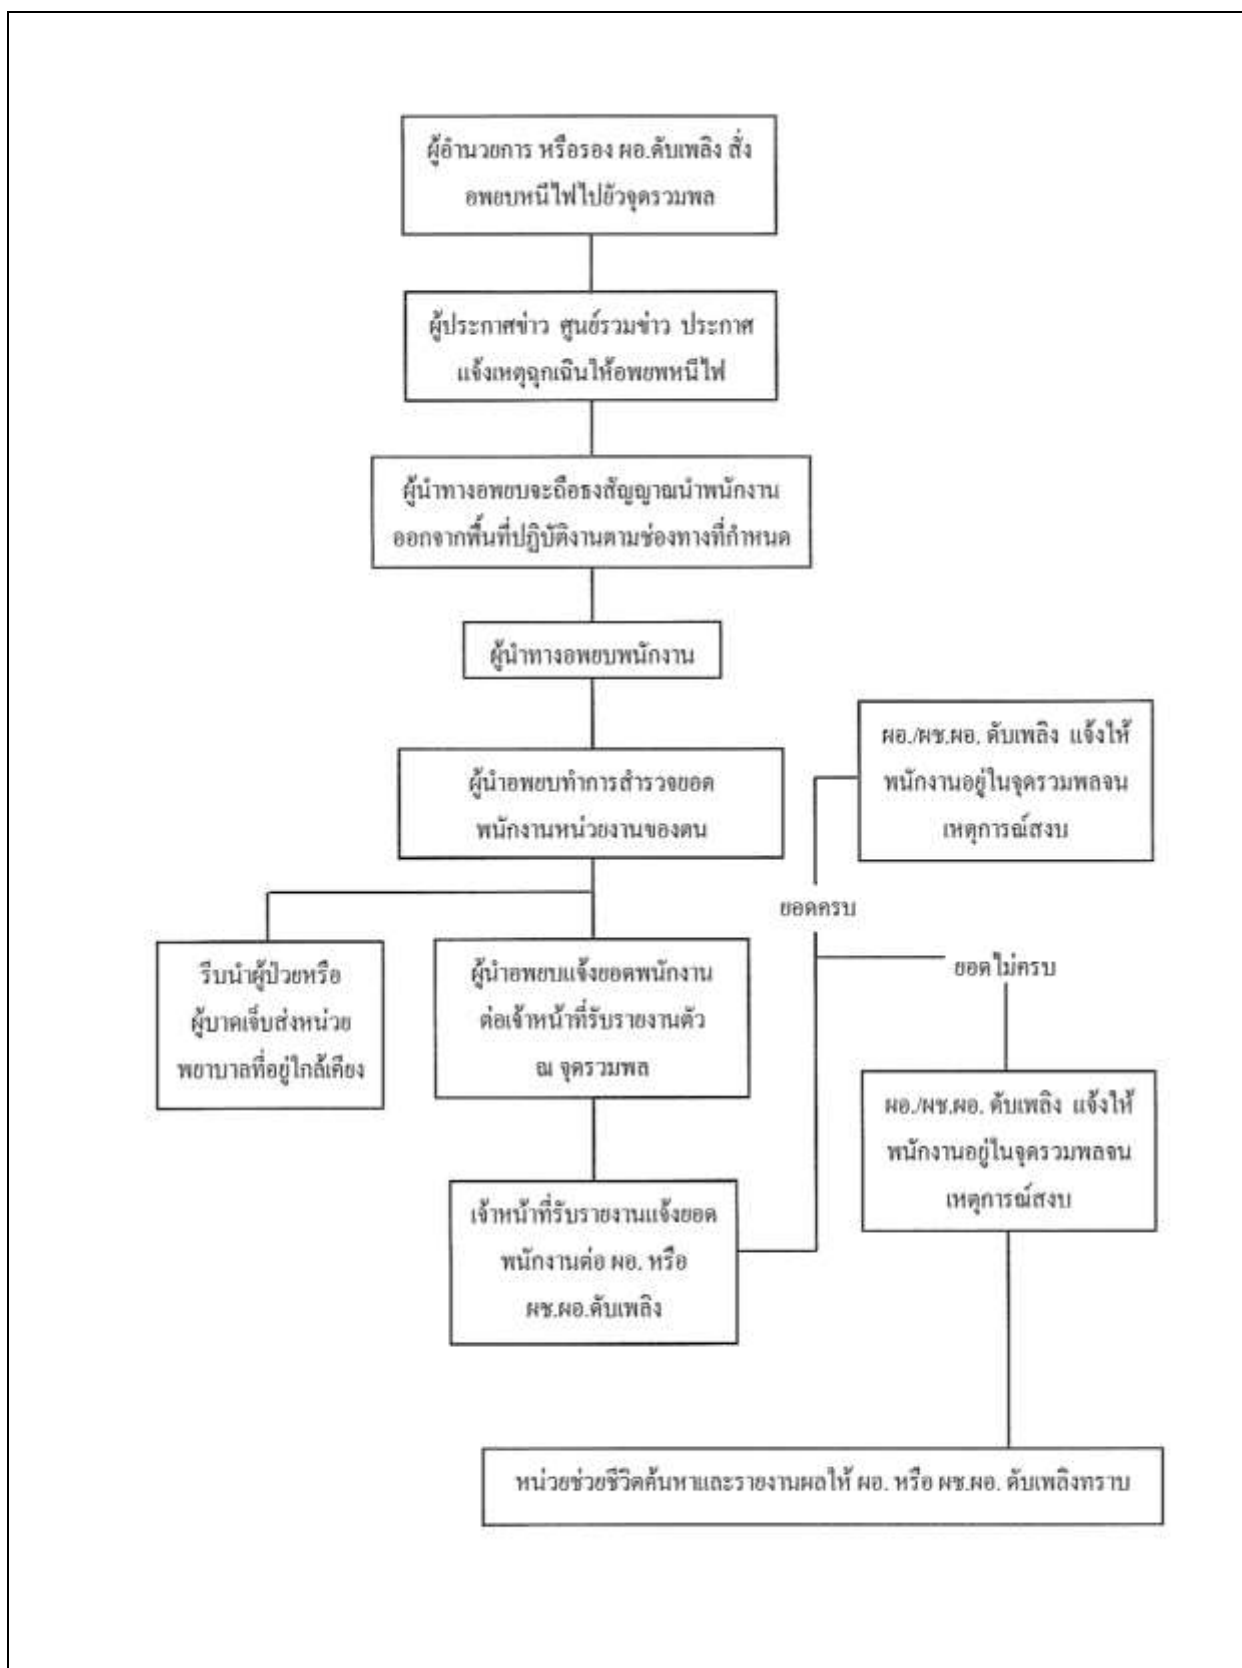 ผู้อำนวยการ หรือรอง ผอ.ดับเพลิง สั่ง
อพยบหนีไฟไปยัวจุดรวมพล
ผู้ประกาศข่าว ศูนย์รวมข่าว ประกาศ
แจ้งเหตุฉุกเฉินให้อพยพหนีไฟ
ผู้นำทางอพยบจะถือธงสัญญาณนำพนักงาน
ออกจากพื้นที่ปฏิบัติงานตามช่องทางที่กำหนด
ผู้นำทางอพยบพนักงาน
ผู้นำอพยบทำการสำรวจยอด
พนักงานหน่วยงานของตน
ผอ./ผช.ผอ. ดับเพลิง แจ้งให้
พนักงานอยู่ในจุดรวมพลจน
เหตุการณ์สงบ
ยอดครบ
ยอดไม่ครบ
รีบนำผู้ป่วยหรือ
ผู้บาดเจ็บส่งหน่วย
พยาบาลที่อยู่ใกล้เคียง
ผู้นำอพยบแจ้งยอดพนักงาน
ต่อเจ้าหน้าที่รับรายงานตัว
ณ จุดรวมพล
ผอ./ผช.ผอ. ดับเพลิง แจ้งให้
พนักงานอยู่ในจุดรวมพลจน
เหตุการณ์สงบ
เจ้าหน้าที่รับรายงานแจ้งยอด
พนักงานต่อ ผอ. หรือ
ผช.ผอ.ดับเพลิง
หน่วยช่วยชีวิตค้นหาและรายงานผลให้ ผอ. หรือ ผช.ผอ. ดับเพลิงทราบ